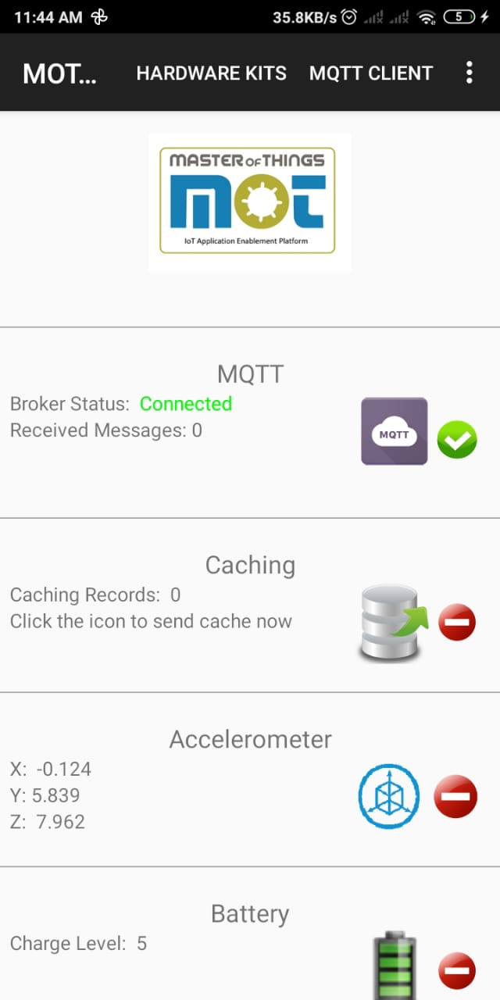 11:44 AM 35.8KB/s 5
MOT... HARDWARE KITS MQTT CLIENT
MASTER OF THINGS
MOT
IoT Application Enablement Platform
MQTT
Broker Status: Connected
Received Messages: 0
MQTT
Caching
Caching Records: 0
Click the icon to send cache now
Accelerometer
X: -0.124
Y: 5.839
Z: 7.962
Battery
Charge Level: 5